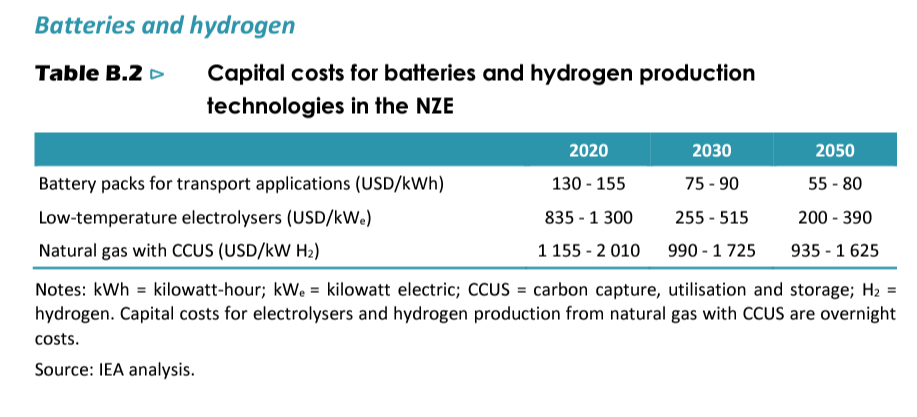 Batteries and hydrogen
Table B.2 ▷ Capital costs for batteries and hydrogen production
technologies in the NZE
2020 2030 2050
Battery packs for transport applications (USD/kWh) 130 - 155 75 - 90 55 - 80
Low-temperature electrolysers (USD/kWₑ) 835 - 1 300 255 - 515 200 - 390
Natural gas with CCUS (USD/kW H₂) 1 155 - 2 010 990 - 1 725 935 - 1 625
Notes: kWh = kilowatt-hour; kWₑ = kilowatt electric; CCUS = carbon capture, utilisation and storage; H₂ =
hydrogen. Capital costs for electrolysers and hydrogen production from natural gas with CCUS are overnight
costs.
Source: IEA analysis.